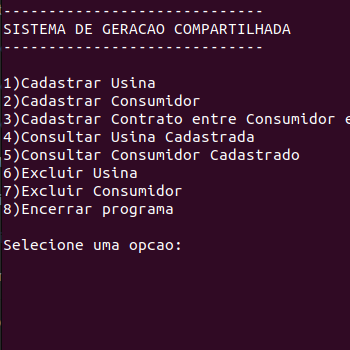 -----------------------------
SISTEMA DE GERACAO COMPARTILHADA
-----------------------------
1)Cadastrar Usina
2)Cadastrar Consumidor
3)Cadastrar Contrato entre Consumidor e
4)Consultar Usina Cadastrada
5)Consultar Consumidor Cadastrado
6)Excluir Usina
7)Excluir Consumidor
8)Encerrar programa
Selecione uma opcao: